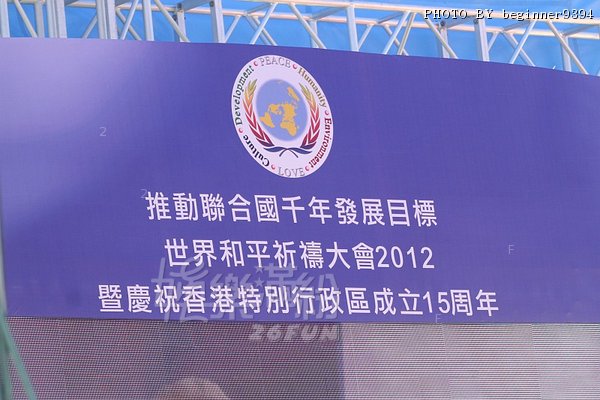 PHOTO BY beginner9394
Development • PEACE • Humanity • Environment • LOVE • Culture •
推動聯合國千年發展目標
世界和平祈禱大會2012
暨慶祝香港特別行政區成立15周年
26FUN
2
2
F
F